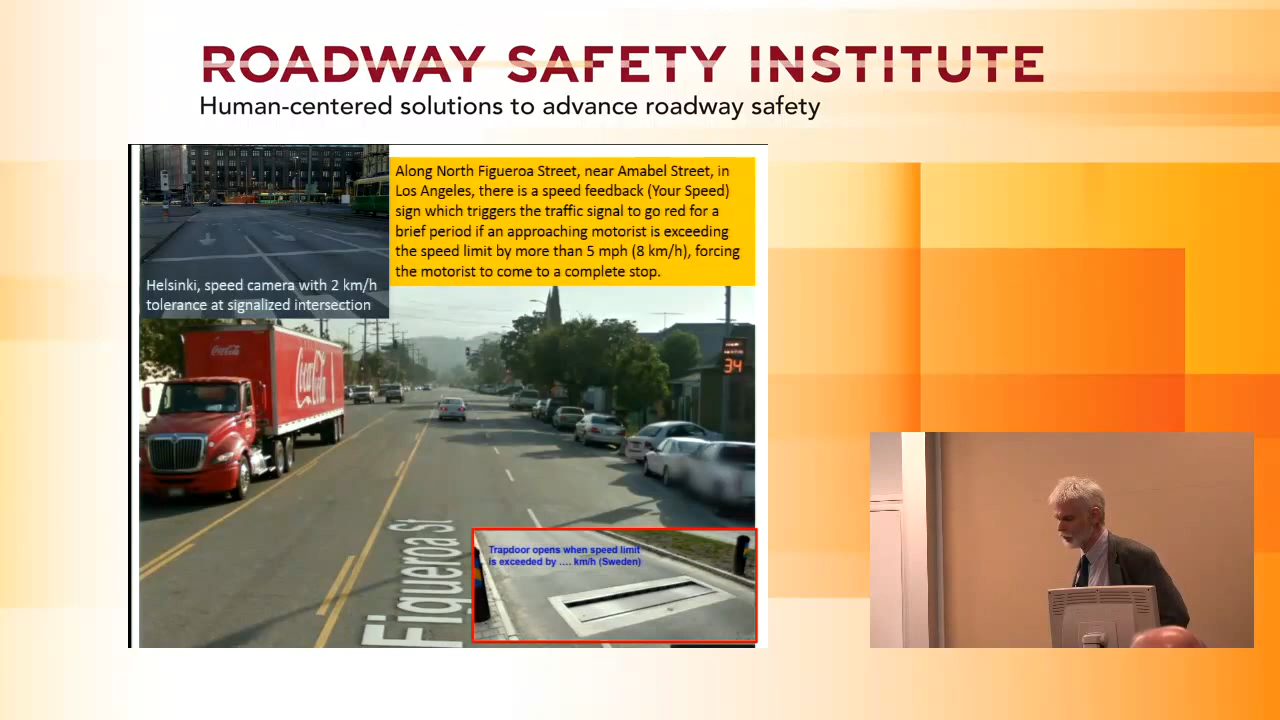 ROADWAY SAFETY INSTITUTE
Human-centered solutions to advance roadway safety
Along North Figueroa Street, near Amabel Street, in
Los Angeles, there is a speed feedback (Your Speed)
sign which triggers the traffic signal to go red for a
brief period if an approaching motorist is exceeding
the speed limit by more than 5 mph (8 km/h), forcing
the motorist to come to a complete stop.
Helsinki, speed camera with 2 km/h
tolerance at signalized intersection
Coca-Cola
Coca-Cola
34
Figueroa St
Trapdoor opens when speed limit
is exceeded by .... km/h (Sweden)